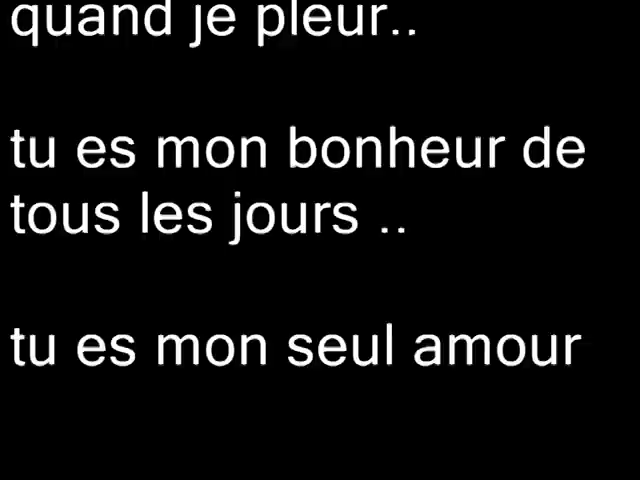 quand je pleur..
tu es mon bonheur de
tous les jours ..
tu es mon seul amour